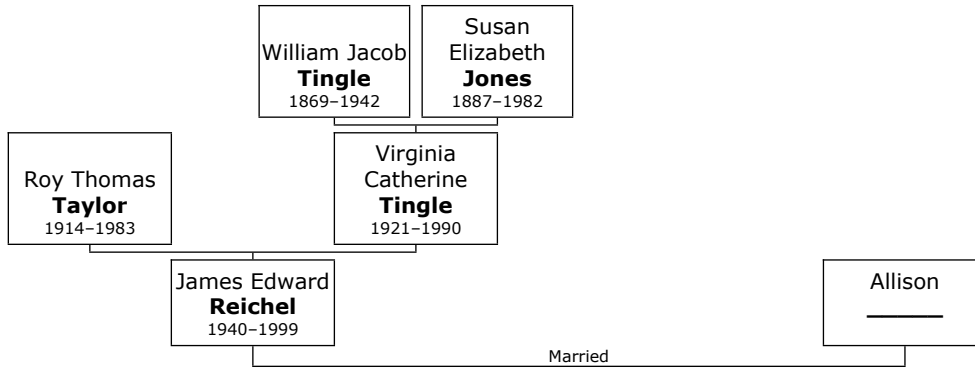 William Jacob
Tingle
1869–1942
Susan
Elizabeth
Jones
1887–1982
Roy Thomas
Taylor
1914–1983
Virginia
Catherine
Tingle
1921–1990
James Edward
Reichel
1940–1999
Allison
______
Married